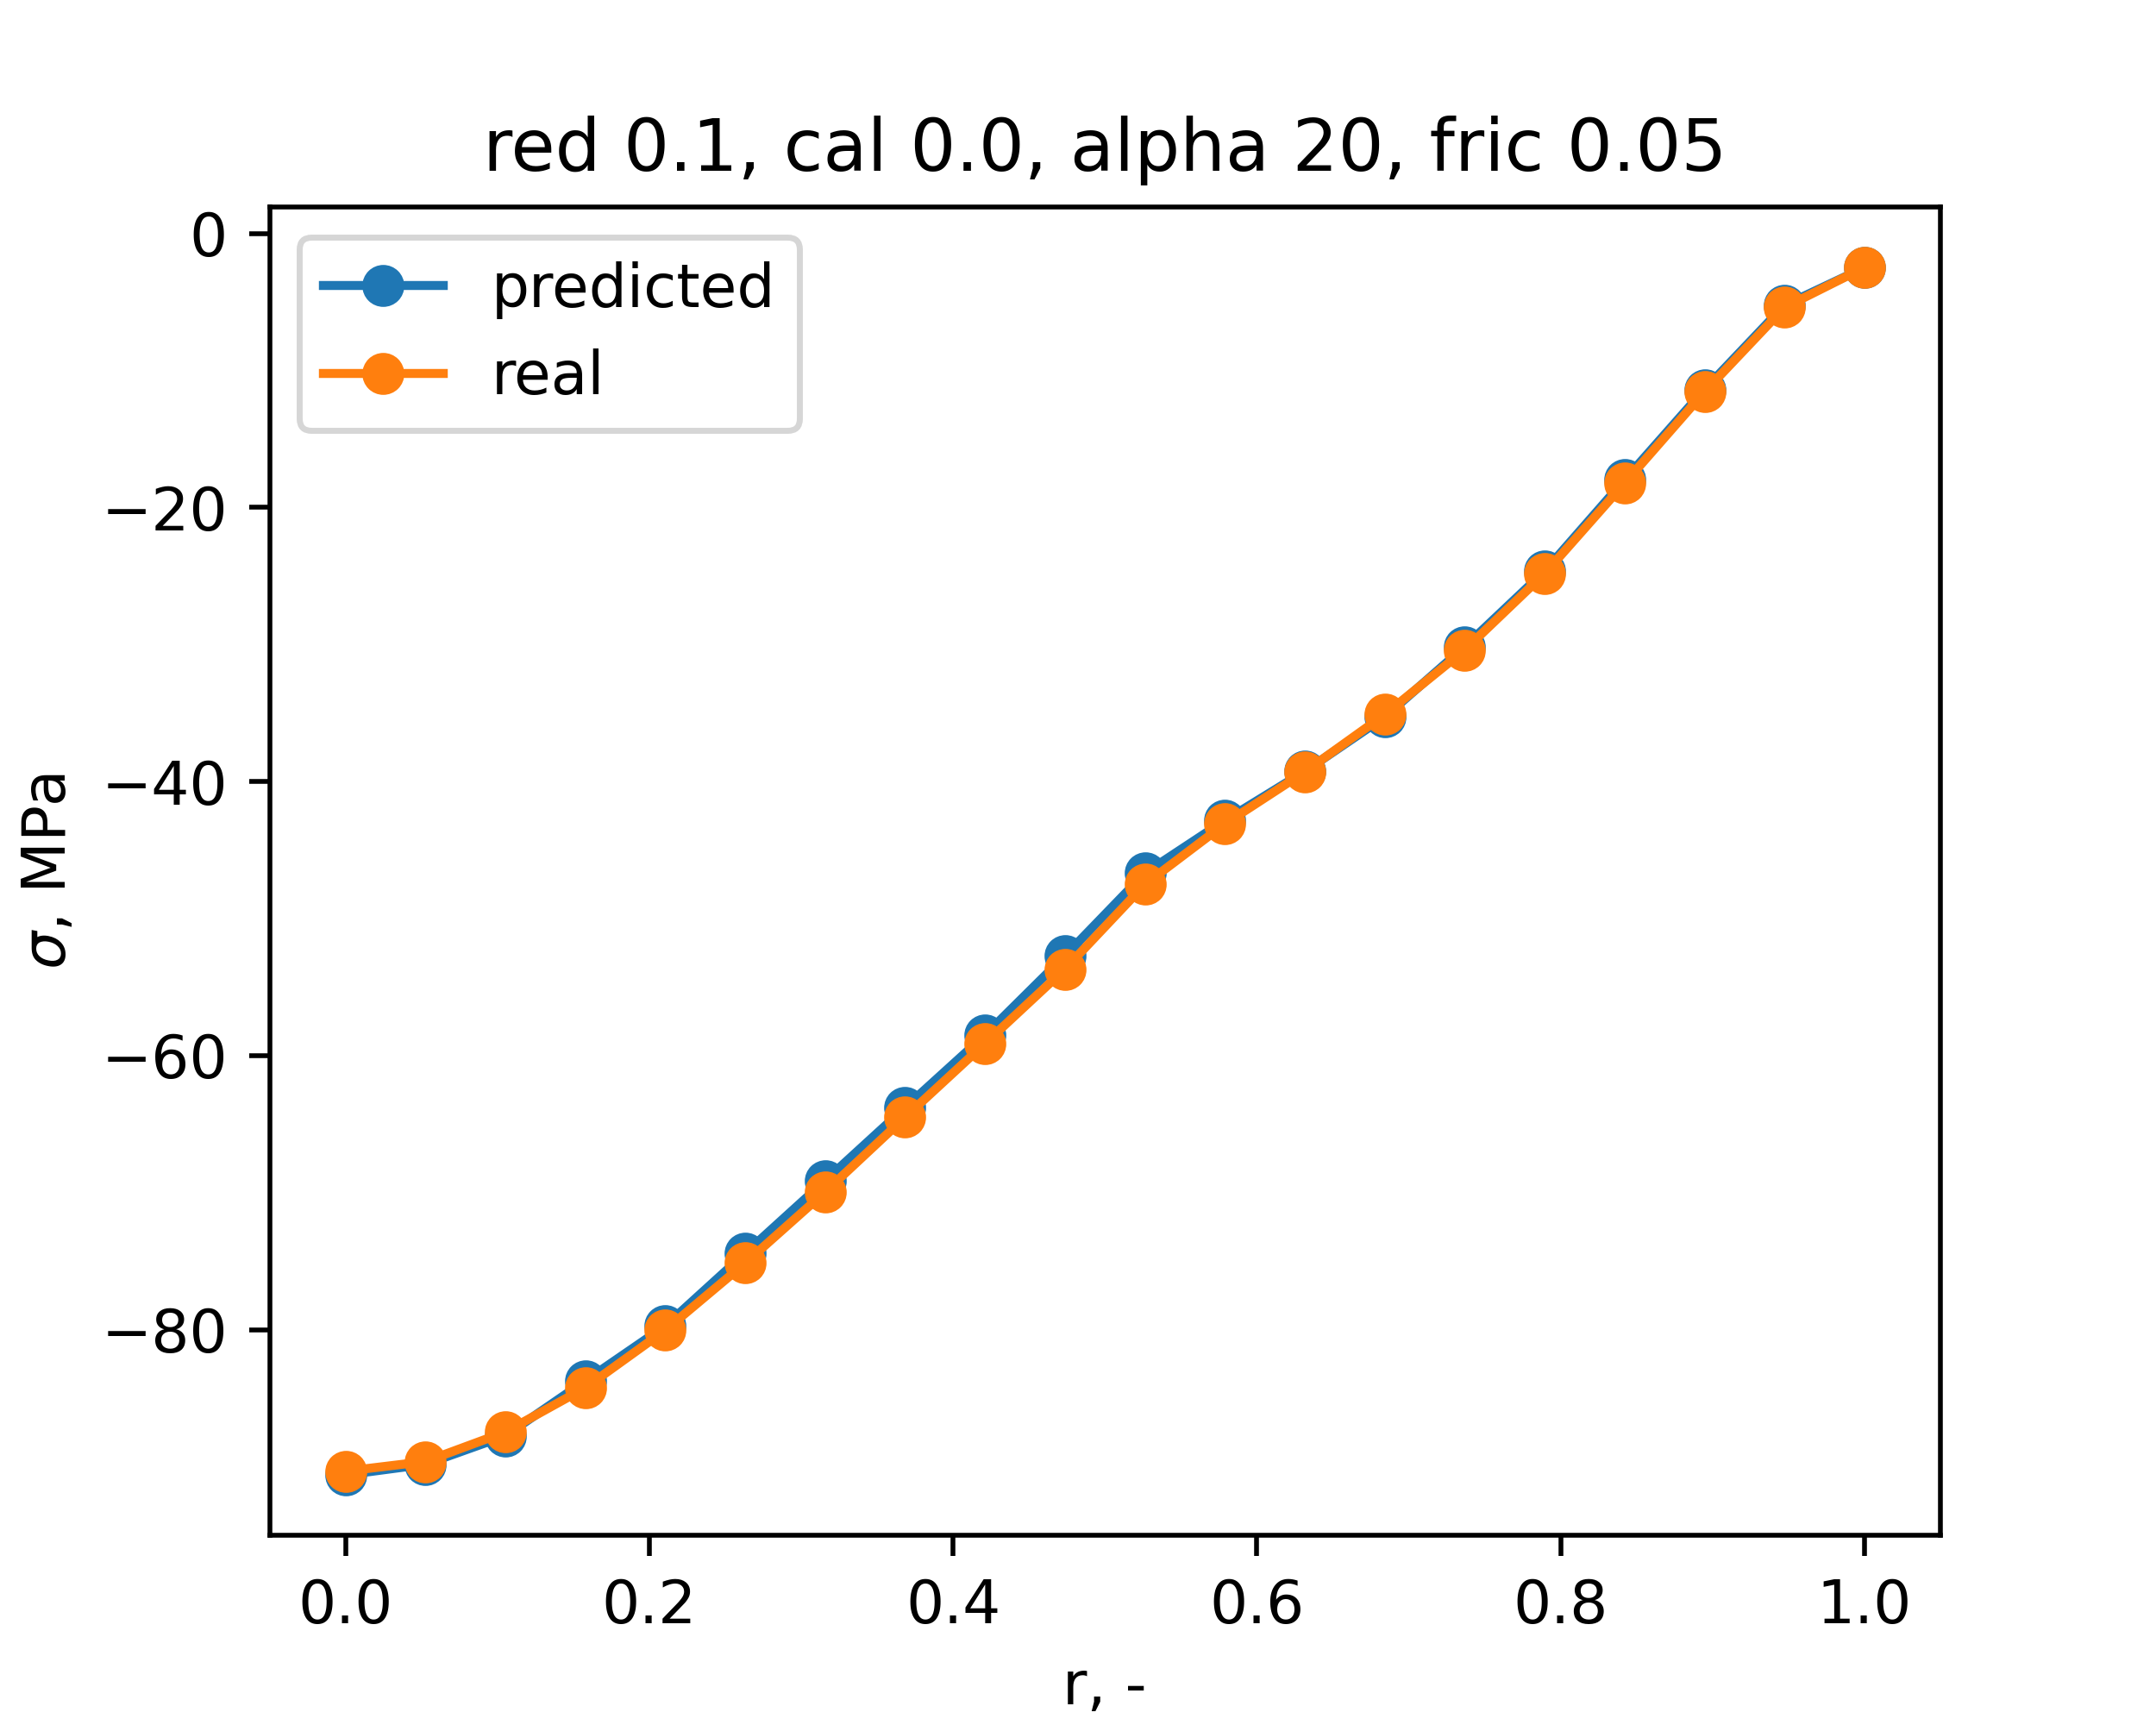 red 0.1, cal 0.0, alpha 20, fric 0.05
predicted
real
0
−20
−40
−60
−80
σ, MPa
0.0 0.2 0.4 0.6 0.8 1.0
r, -